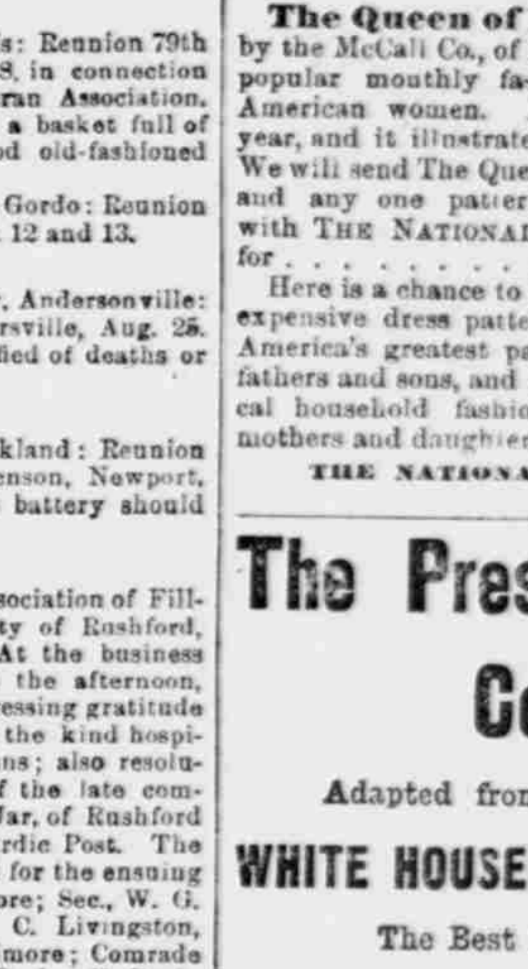 s: Reunion 79th
8, in connection
ran Association.
a basket full of
od old-fashioned
Gordo: Reunion
12 and 13.
, Andersonville:
rsville, Aug. 25.
fied of deaths or
kland: Reunion
enson, Newport,
battery should
sociation of Fill-
ty of Rushford,
At the business
the afternoon,
essing gratitude
the kind hospi-
ns; also resolu-
f the late com-
War, of Rushford
rdie Post. The
for the ensuing
ore; Sec., W. G.
C. Livingston,
more; Comrade
The Queen of
by the McCall Co., of
popular monthly fa-
American women.
year, and it illustrate
We will send The Que
and any one patter
with THE NATIONAL
for . . . . . . . .
Here is a chance to
expensive dress patte
America's greatest pa
fathers and sons, and
cal household fashio
mothers and daughter
THE NATIONA
The Pres
Co
Adapted from
WHITE HOUSE
The Best